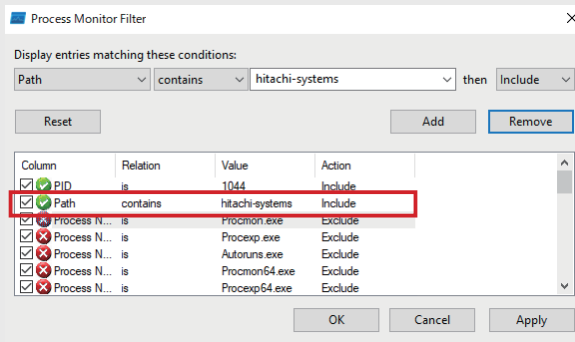 Process Monitor Filter
Display entries matching these conditions:
Path contains hitachi-systems then Include
Reset Add Remove
Column Relation Value Action
PID is 1044 Include
Path contains hitachi-systems Include
Process N... is Procmon.exe Exclude
Process N... is Procexp.exe Exclude
Process N... is Autoruns.exe Exclude
Process N... is Procmon64.exe Exclude
Process N... is Procexp64.exe Exclude
OK Cancel Apply